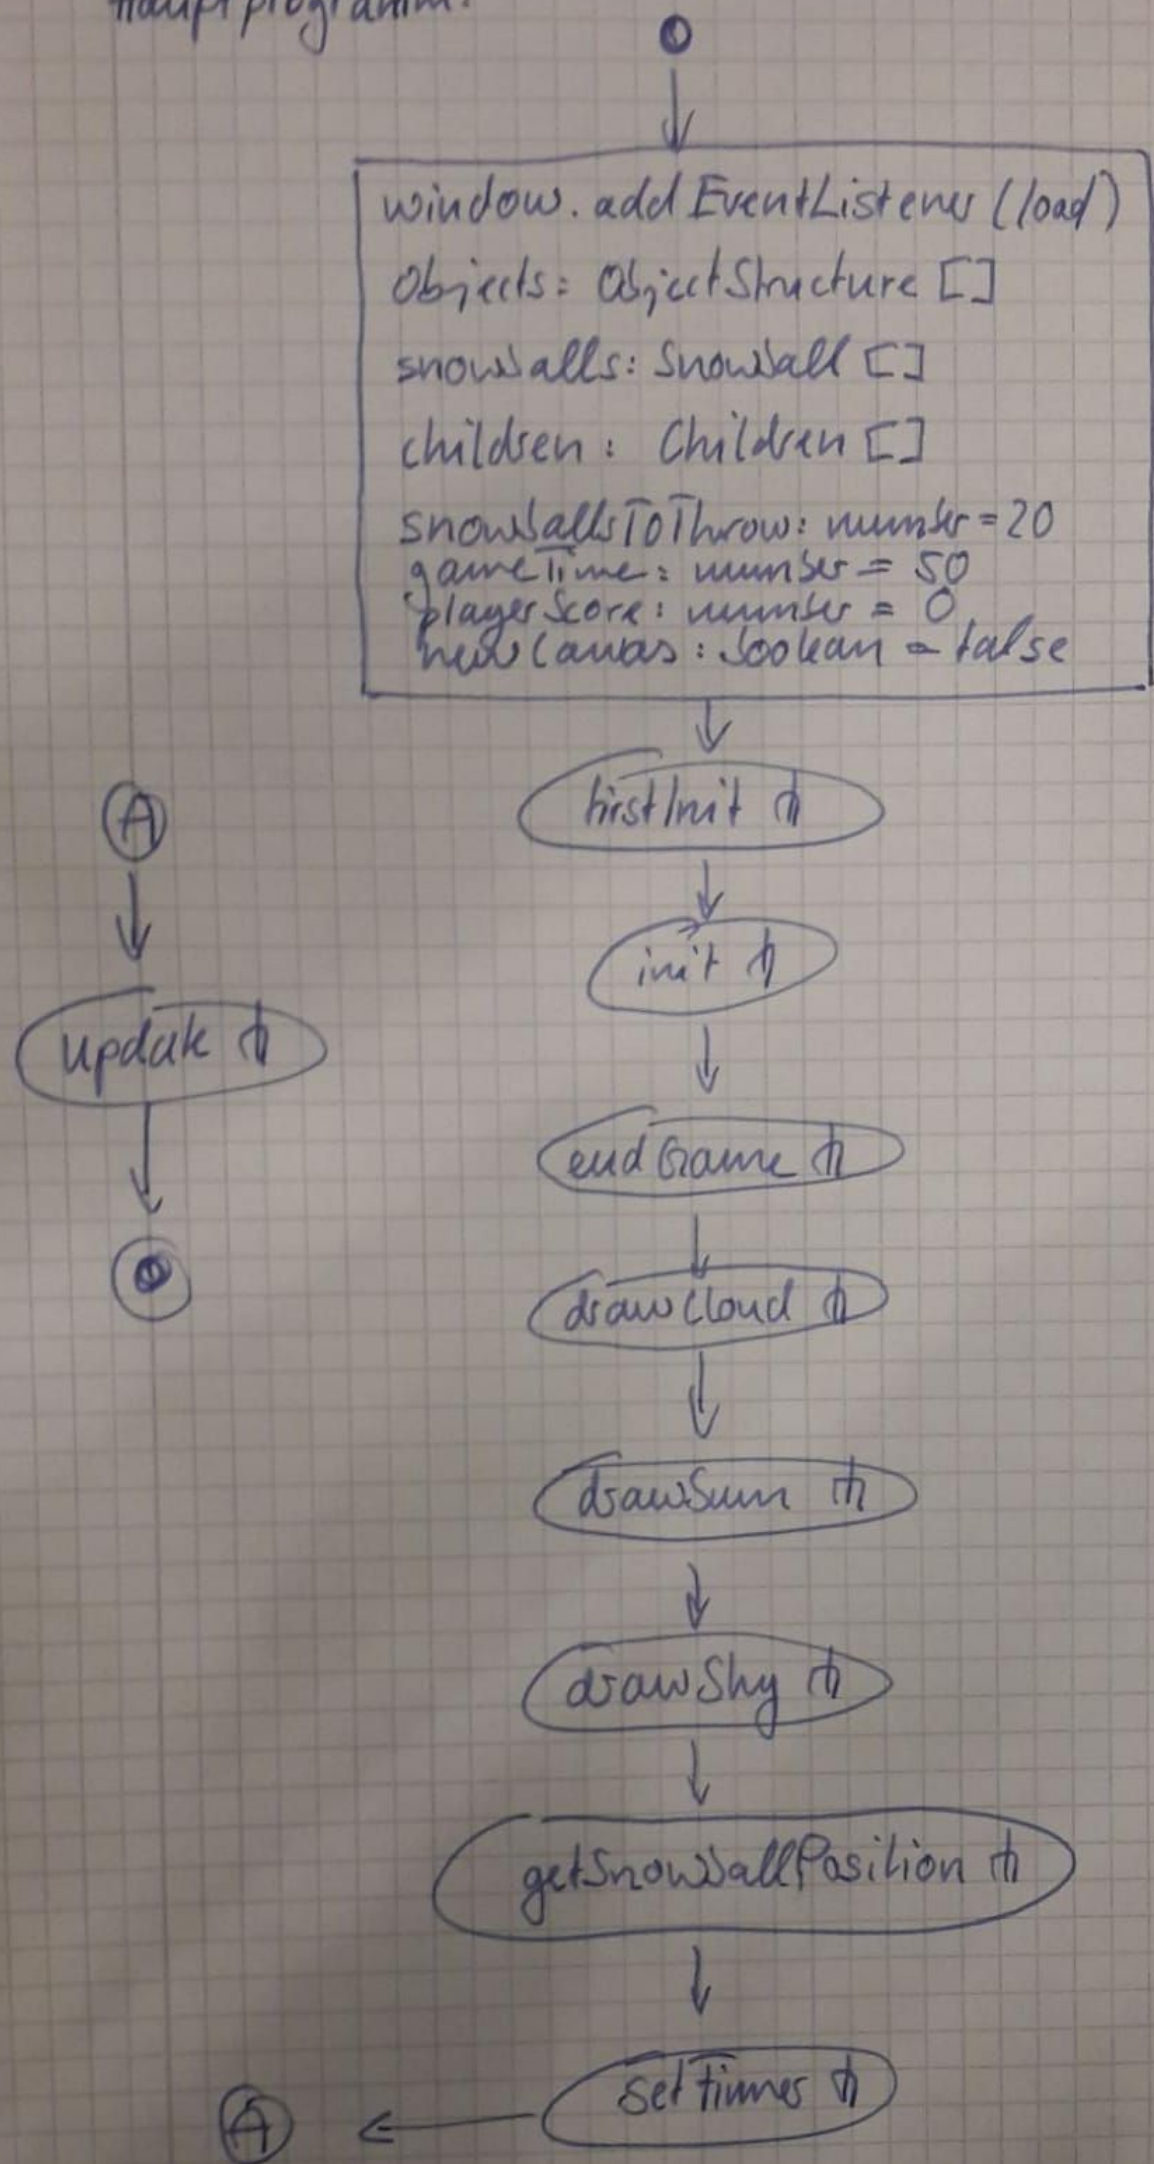 Hauptprogramm:
window.addEventListener(load)
Objects: ObjectStructure []
snowballs: Snowball []
children: Children []
snowballsToThrow: number = 20
gameTime: number = 50
playerScore: number = 0
newCanvas: boolean = false
firstInit
A
init
update
endGame
drawCloud
drawSun
drawSky
getSnowballPosition
setTimer
A